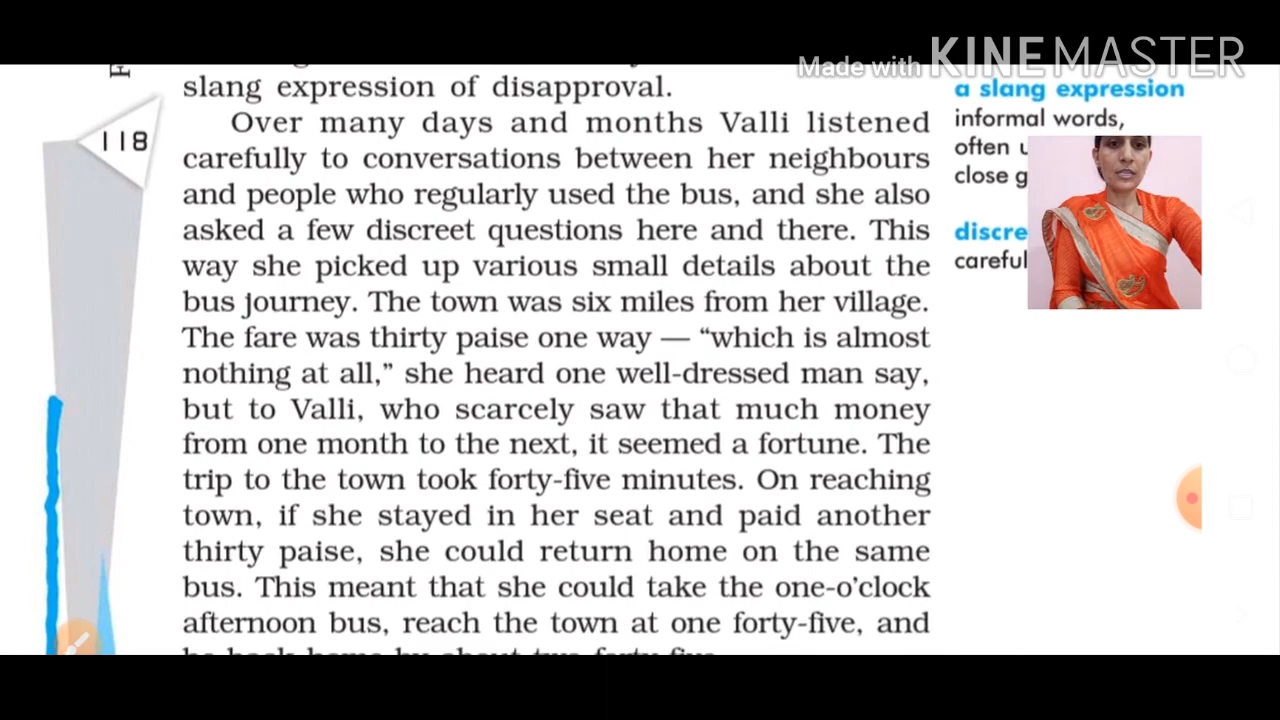 Made with KINEMASTER
slang expression of disapproval.
118
Over many days and months Valli listened
carefully to conversations between her neighbours
and people who regularly used the bus, and she also
asked a few discreet questions here and there. This
way she picked up various small details about the
bus journey. The town was six miles from her village.
The fare was thirty paise one way — “which is almost
nothing at all,” she heard one well-dressed man say,
but to Valli, who scarcely saw that much money
from one month to the next, it seemed a fortune. The
trip to the town took forty-five minutes. On reaching
town, if she stayed in her seat and paid another
thirty paise, she could return home on the same
bus. This meant that she could take the one-o’clock
afternoon bus, reach the town at one forty-five, and
a slang expression
informal words,
often
close